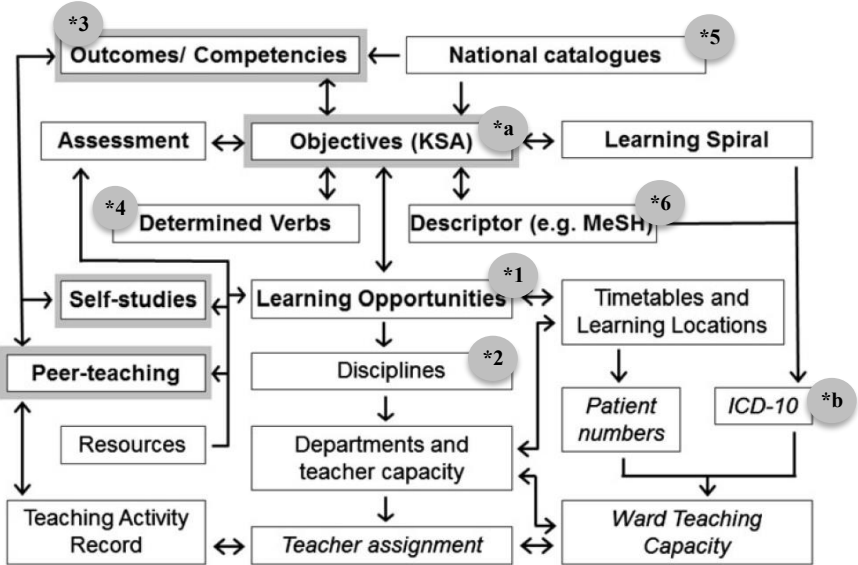 *3
Outcomes/ Competencies
National catalogues
*5
Assessment
Objectives (KSA)
*a
Learning Spiral
*4
Determined Verbs
Descriptor (e.g. MeSH)
*6
Self-studies
Learning Opportunities
*1
Timetables and
Learning Locations
Peer-teaching
Disciplines
*2
Patient
numbers
ICD-10
*b
Resources
Departments and
teacher capacity
Teaching Activity
Record
Teacher assignment
Ward Teaching
Capacity